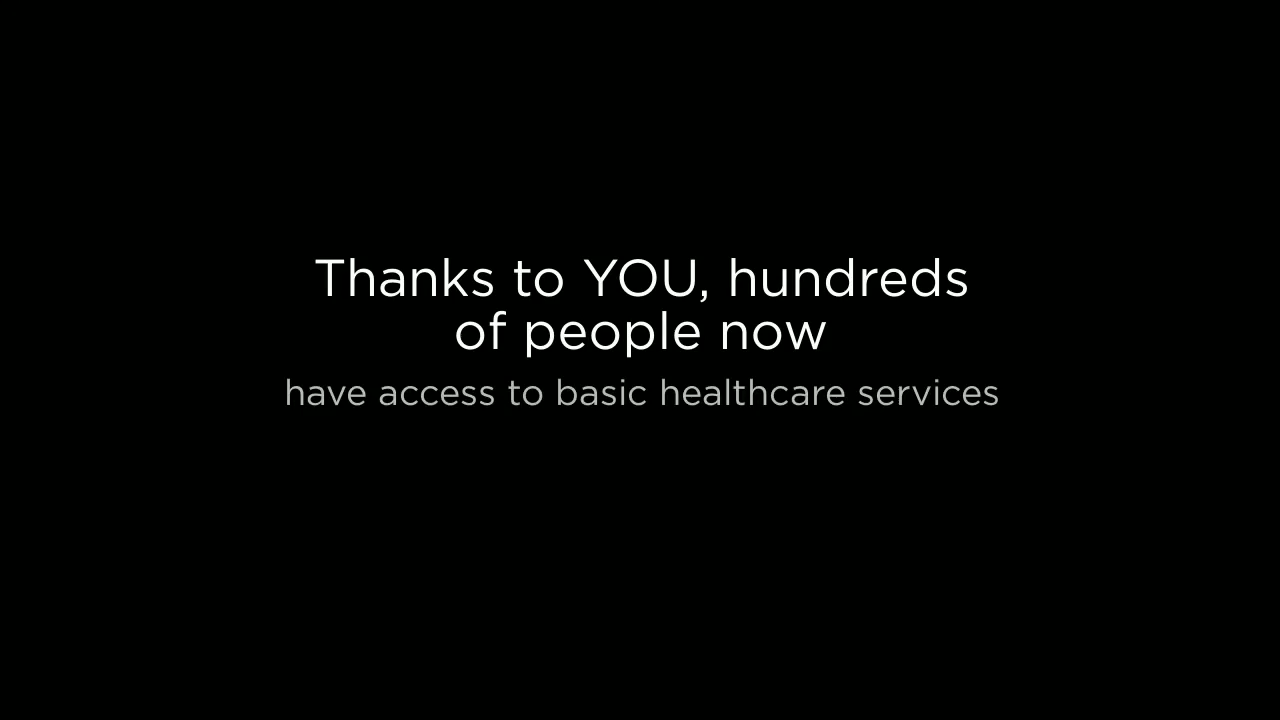 Thanks to YOU, hundreds
of people now
have access to basic healthcare services